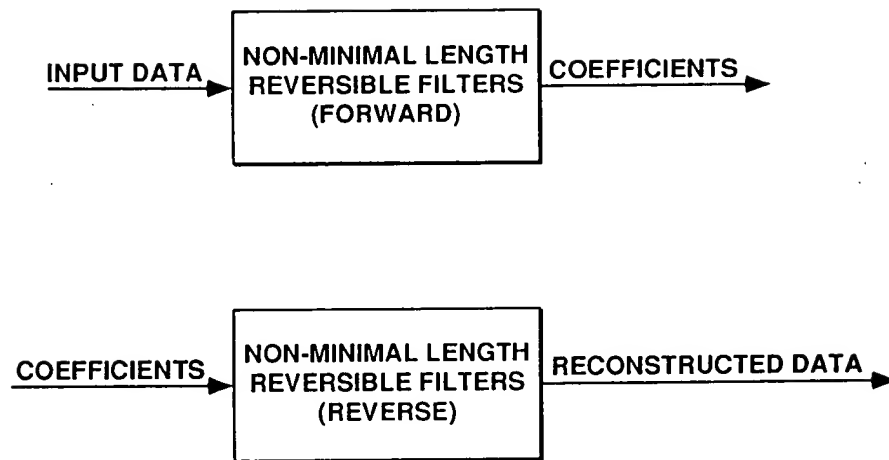 INPUT DATA
NON-MINIMAL LENGTH
REVERSIBLE FILTERS
(FORWARD)
COEFFICIENTS
COEFFICIENTS
NON-MINIMAL LENGTH
REVERSIBLE FILTERS
(REVERSE)
RECONSTRUCTED DATA